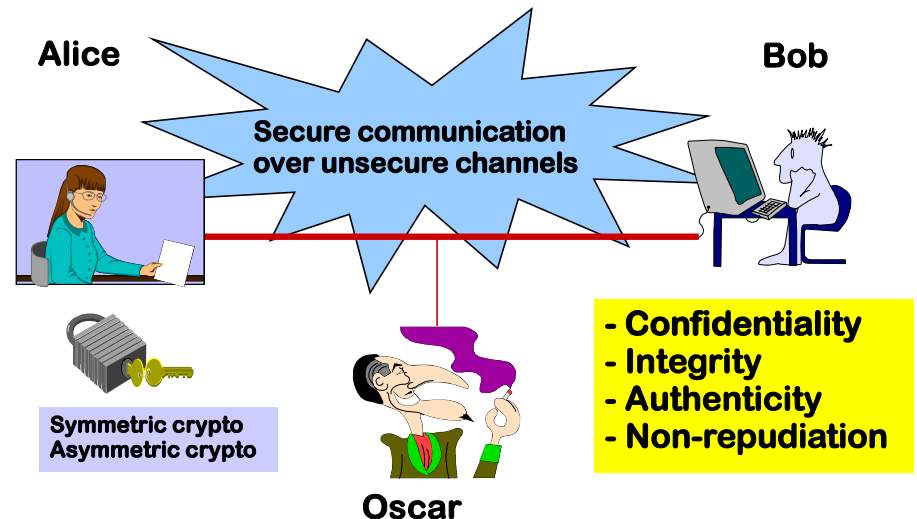 Alice
Bob
Secure communication
over unsecure channels
- Confidentiality
- Integrity
- Authenticity
- Non-repudiation
Symmetric crypto
Asymmetric crypto
Oscar